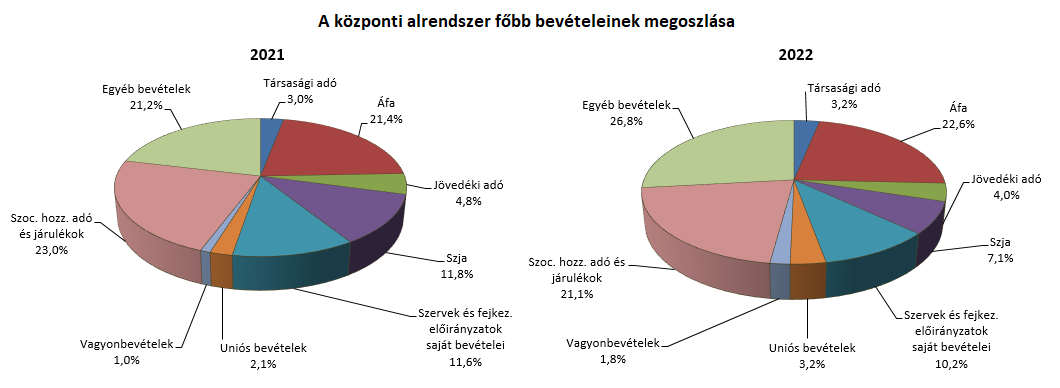 A központi alrendszer főbb bevételeinek megoszlása
2021
Társasági adó
3,0%
Áfa
21,4%
Jövedéki adó
4,8%
Szja
11,8%
Szervek és fejkez.
előirányzatok
saját bevételei
11,6%
Uniós bevételek
2,1%
Vagyonbevételek
1,0%
Szoc. hozz. adó
és járulékok
23,0%
Egyéb bevételek
21,2%
2022
Társasági adó
3,2%
Áfa
22,6%
Jövedéki adó
4,0%
Szja
7,1%
Szervek és fejkez.
előirányzatok
saját bevételei
10,2%
Uniós bevételek
3,2%
Vagyonbevételek
1,8%
Szoc. hozz. adó és
járulékok
21,1%
Egyéb bevételek
26,8%